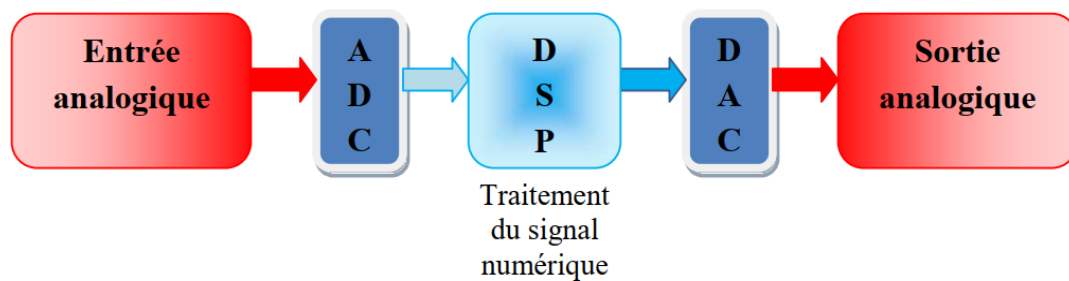 Entrée
analogique
A
D
C
D
S
P
D
A
C
Sortie
analogique
Traitement
du signal
numérique